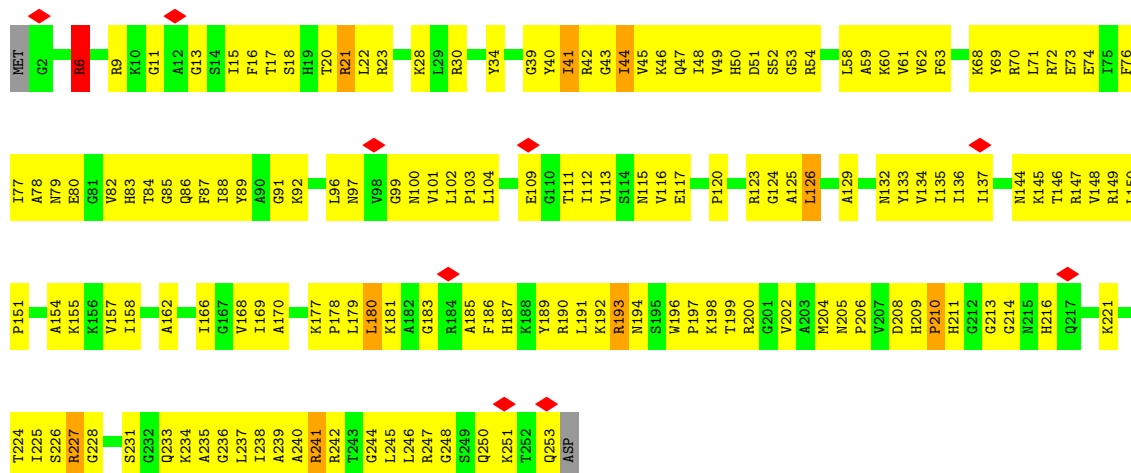 MET G2 R6 R9 K10 G11 A12 G13 S14 I15 F16 T17 S18 H19 T20 R21 L22 R23 K28 L29 R30 Y34 G39 Y40 I41 R42 G43 I44 V45 K46 Q47 I48 V49 H50 D51 S52 G53 R54 L58 A59 K60 V61 V62 F63 K68 Y69 R70 L71 R72 E73 E74 I75 F76
I77 A78 N79 E80 G81 V82 H83 T84 G85 Q86 F87 I88 Y89 A90 G91 K92 L96 N97 V98 G99 N100 V101 L102 P103 L104 E109 G110 T111 I112 V113 S114 N115 V116 E117 P120 R123 G124 A125 L126 A129 N132 Y133 V134 I135 I136 I137 N144 K145 T146 R147 V148 R149 L150
P151 A154 K155 K156 V157 I158 A162 I166 G167 V168 I169 A170 K177 P178 L179 L180 K181 A182 G183 R184 A185 F186 H187 K188 Y189 R190 L191 K192 R193 N194 S195 W196 P197 K198 T199 R200 G201 V202 A203 M204 N205 P206 V207 D208 H209 P210 H211 G212 G213 G214 N215 H216 Q217 K221
T224 I225 S226 R227 G228 S231 G232 Q233 K234 A235 G236 L237 I238 A239 A240 R241 R242 T243 G244 L245 L246 R247 G248 S249 Q250 K251 T252 Q253 ASP